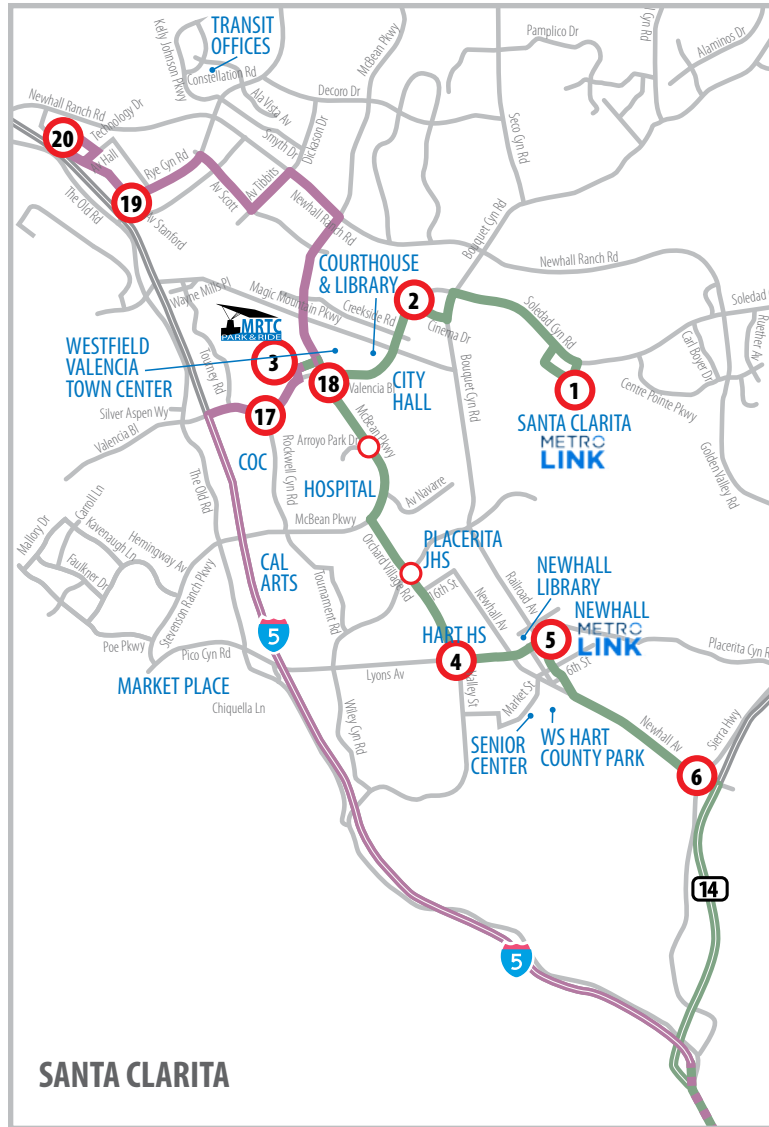 TRANSIT
OFFICES
Kelly Johnson Pkwy
Constellation Rd
McBean Pkwy
Pamplico Dr
Alaminos Dr
Newhall Ranch Rd
Technology Dr
Ala Vista Av
Decoro Dr
Smyth Dr
Dickason Dr
Seco Cyn Rd
20
Hall
Rye Cyn Rd
Av Scott
Av Tibbits
Newhall Ranch Rd
19
The Old Rd
Av Stanford
Bouquet Cyn Rd
Newhall Ranch Rd
COURTHOUSE
& LIBRARY
Wayne Mills Pl
Magic Mountain Pkwy
Creekside Rd
2
Cinema Dr
Soledad Cyn Rd
Soledad C
Ruether Av
Carl Boyer Dr
MRTC
PARK & RIDE
WESTFIELD
VALENCIA
TOWN CENTER
3
Tourney Rd
18
Valencia Bl
CITY
HALL
Bouquet Cyn Rd
1
Centre Pointe Pkwy
SANTA CLARITA
METRO
LINK
Silver Aspen Wy
Valencia Bl
17
COC
Rockwell Cyn Rd
Arroyo Park Dr
McBean Pkwy
Golden Valley Rd
The Old Rd
HOSPITAL
Av Navarre
McBean Pkwy
Mallory Dr
Carroll Ln
Kavenaugh Ln
Hemingway Av
Faulkner Dr
Stevenson Ranch Pkwy
Poe Pkwy
CAL
ARTS
Tournament Rd
Orchard Village Rd
PLACERITA
JHS
16th St
Newhall Av
Railroad Av
NEWHALL
LIBRARY
NEWHALL
METRO
LINK
5
Pico Cyn Rd
HART HS
4
5
6th St
Placerita Cyn R
MARKET PLACE
Lyons Av
Chiquella Ln
Wiley Cyn Rd
Valley St
Market St
SENIOR
CENTER
WS HART
COUNTY PARK
Newhall Av
Sierra Hwy
6
14
5
SANTA CLARITA